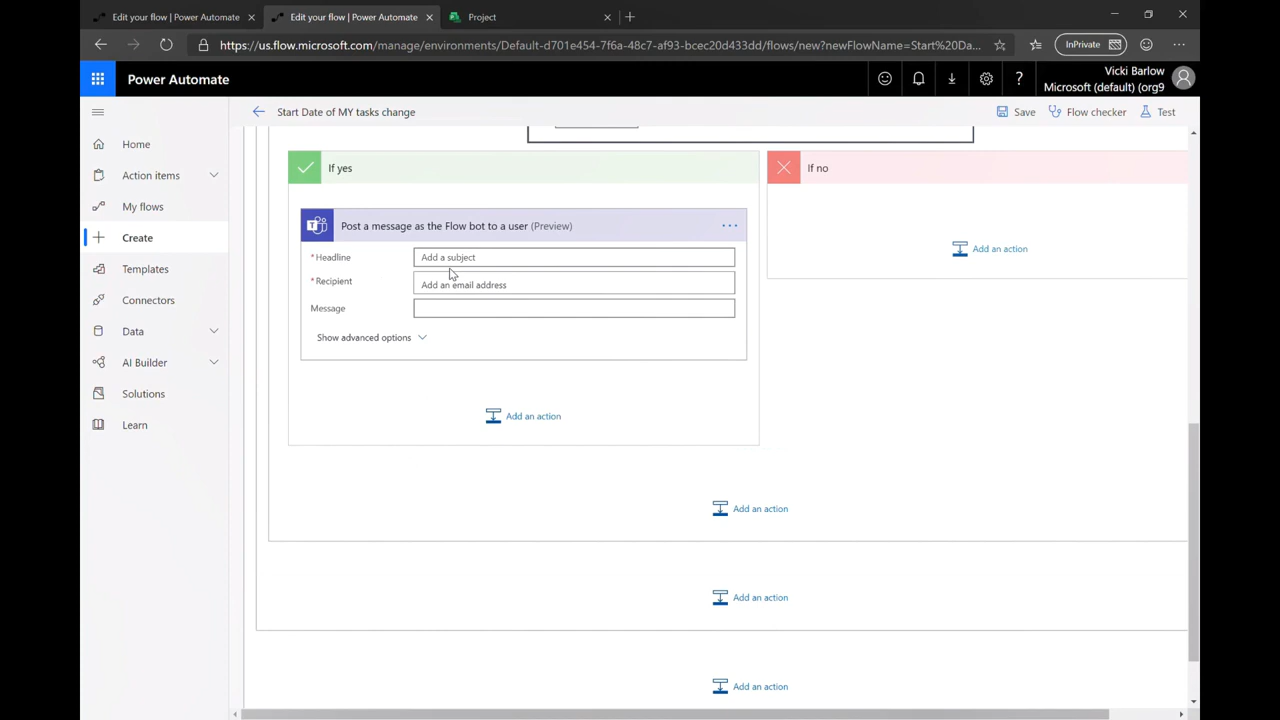 Edit your flow | Power Automate
Edit your flow | Power Automate
Project
https://us.flow.microsoft.com/manage/environments/Default-d701e454-7f6a-48c7-af93-bcec20d433dd/flows/new?newFlowName=Start%20Da...
InPrivate
Power Automate
Vicki Barlow
Microsoft (default) (org9
Start Date of MY tasks change
Save
Flow checker
Test
Home
Action items
My flows
Create
Templates
Connectors
Data
AI Builder
Solutions
Learn
If yes
If no
Post a message as the Flow bot to a user (Preview)
*Headline
Add a subject
*Recipient
Add an email address
Message
Show advanced options
Add an action
Add an action
Add an action
Add an action
Add an action